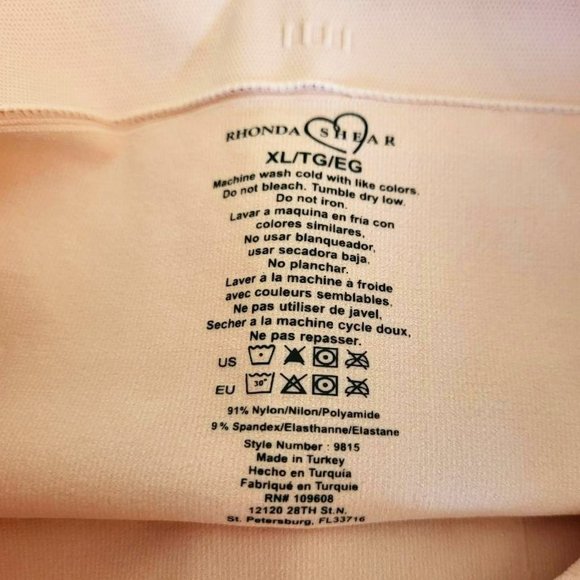 RHONDA SHEAR
XL/TG/EG
Machine wash cold with like colors.
Do not bleach. Tumble dry low.
Do not iron.
Lavar a maquina en fría con
colores similares,
No usar blanqueador,
usar secadora baja.
No planchar.
Laver a la machine à froide
avec couleurs semblables.
Ne pas utiliser de javel,
Secher a la machine cycle doux,
Ne pas repasser.
US
EU 30°
91% Nylon/Nilon/Polyamide
9% Spandex/Elasthanne/Elastane
Style Number : 9815
Made in Turkey
Hecho en Turquía
Fabriqué en Turquie
RN# 109608
12120 28TH St.N.
St. Petersburg, FL33716